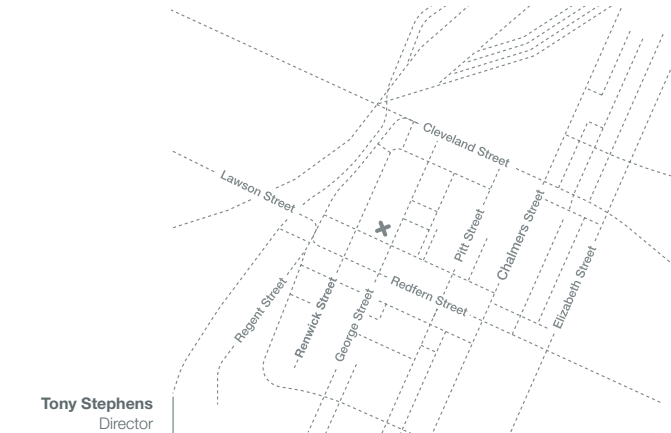 Cleveland Street
Lawson Street
Pitt Street
Chalmers Street
Elizabeth Street
Redfern Street
Regent Street
Renwick Street
George Street
Tony Stephens
Director